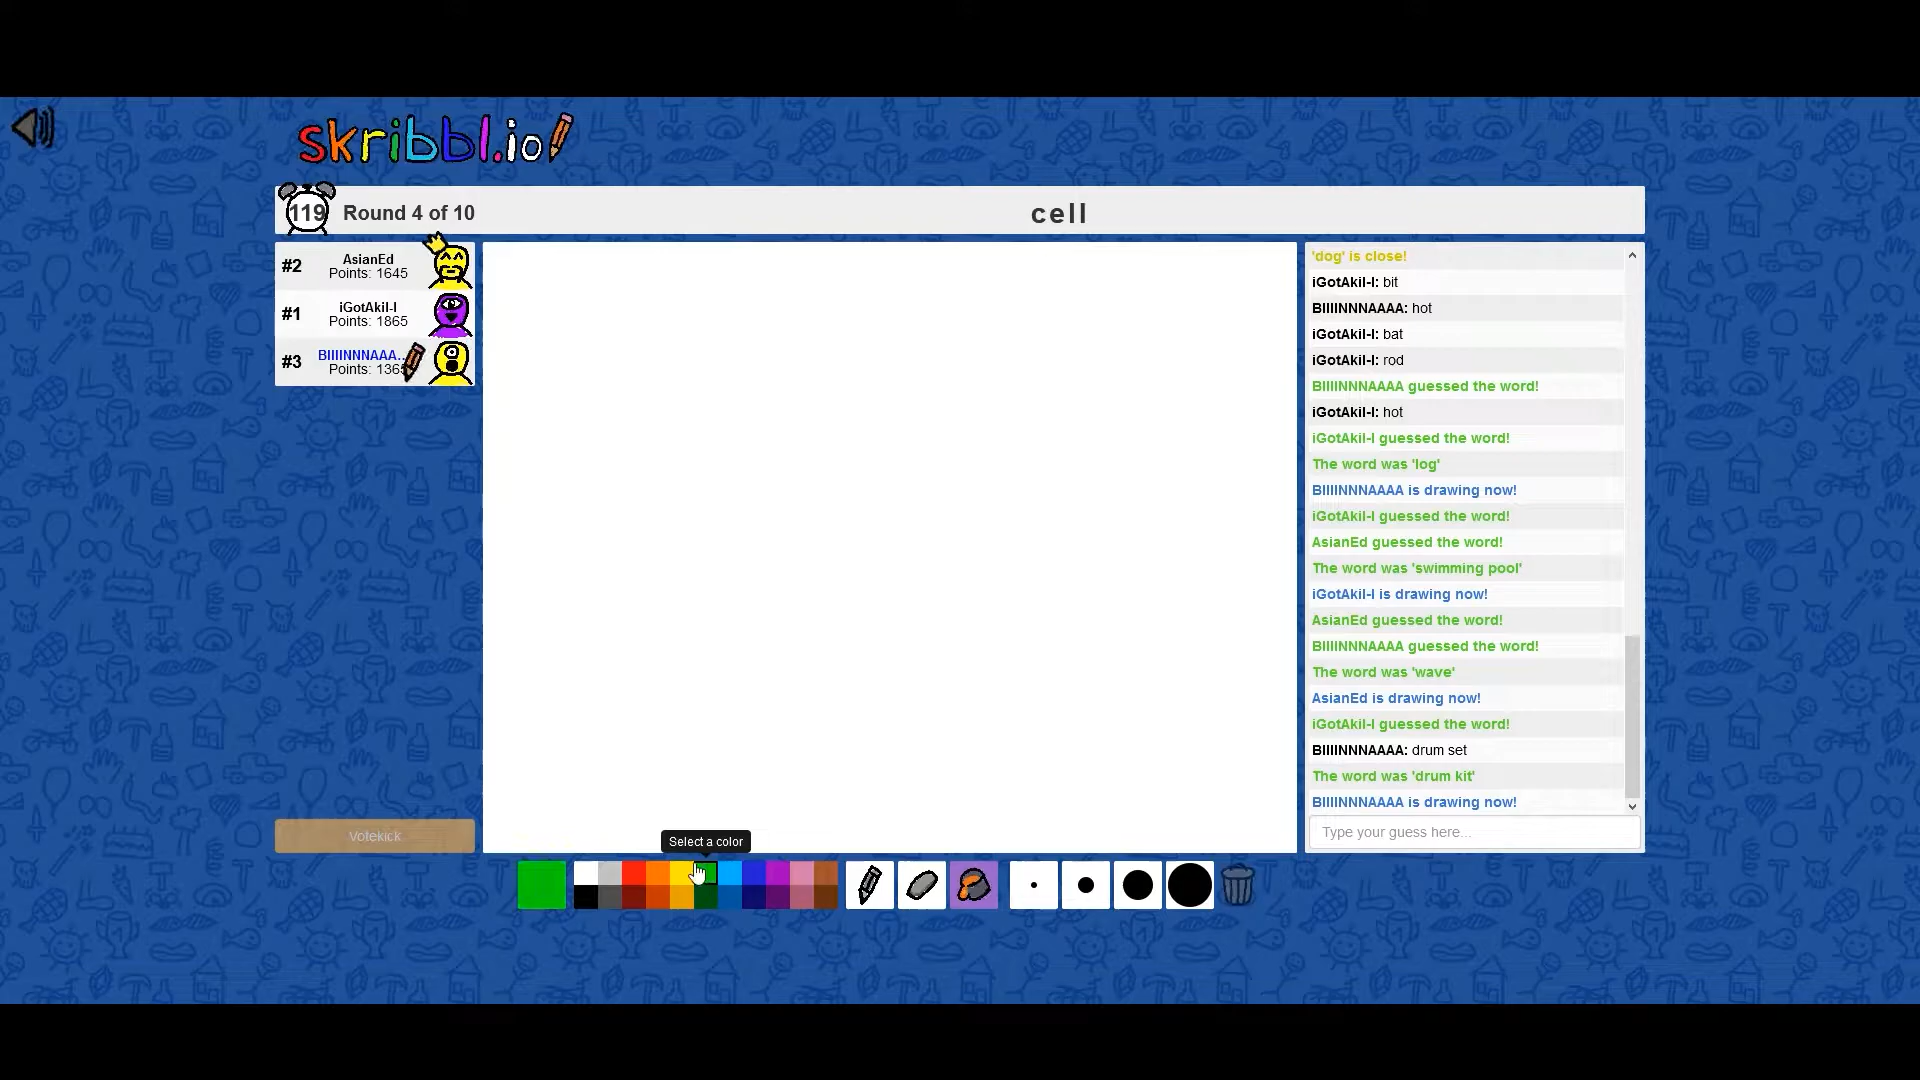 skribbl.io
119 Round 4 of 10 cell
#2 AsianEd
Points: 1645
#1 iGotAkil-I
Points: 1865
#3 BIIIINNNAAA...
Points: 1365
Votekick
'dog' is close!
iGotAkil-I: bit
BIIIINNNAAAA: hot
iGotAkil-I: bat
iGotAkil-I: rod
BIIIINNNAAAA guessed the word!
iGotAkil-I: hot
iGotAkil-I guessed the word!
The word was 'log'
BIIIINNNAAAA is drawing now!
iGotAkil-I guessed the word!
AsianEd guessed the word!
The word was 'swimming pool'
iGotAkil-I is drawing now!
AsianEd guessed the word!
BIIIINNNAAAA guessed the word!
The word was 'wave'
AsianEd is drawing now!
iGotAkil-I guessed the word!
BIIIINNNAAAA: drum set
The word was 'drum kit'
BIIIINNNAAAA is drawing now!
Type your guess here...
Select a color